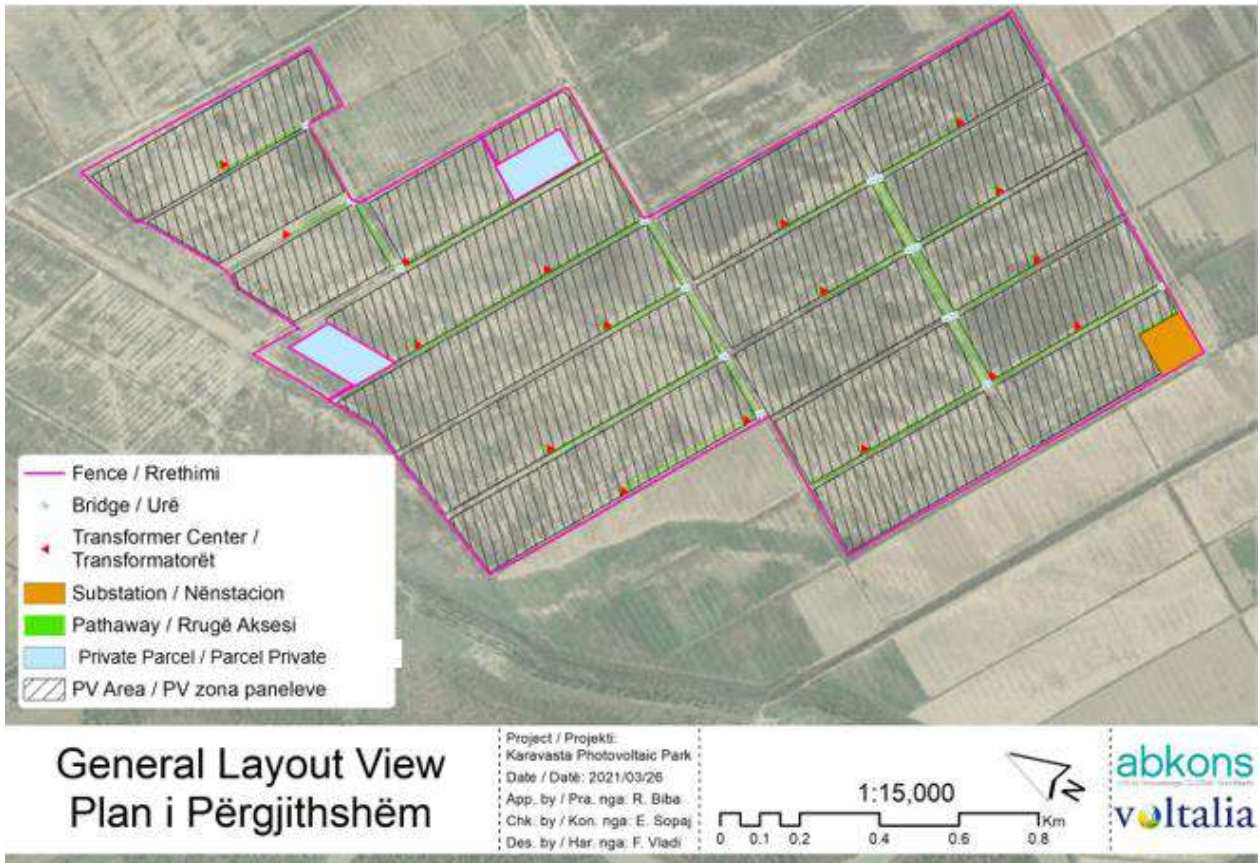 Fence / Rrethimi
Bridge / Urë
Transformer Center /
Transformatorët
Substation / Nënstacion
Pathaway / Rrugë Aksesi
Private Parcel / Parcel Private
PV Area / PV zona paneleve
General Layout View
Plan i Përgjithshëm
Project / Projekti:
Karavasta Photovoltaic Park
Date / Datë: 2021/03/26
App. by / Pra. nga: R. Biba
Chk. by / Kon. nga: E. Sopaj
Des. by / Har. nga: F. Vladi
1:15,000
Km
0 0.1 0.2 0.4 0.6 0.8
N
abkons
voltalia